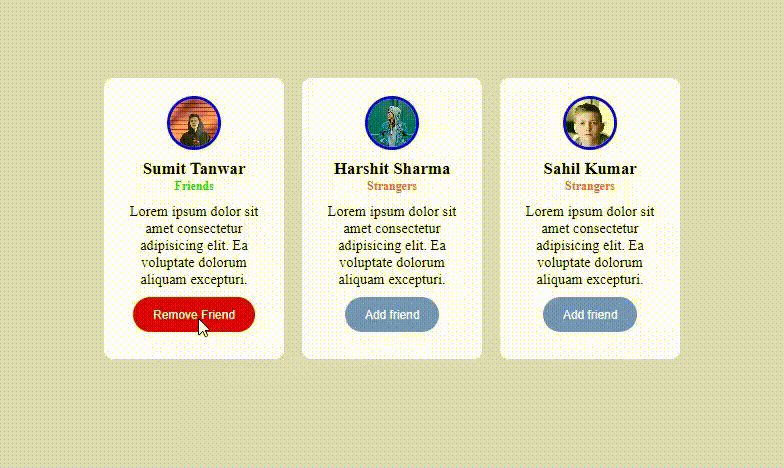 Sumit Tanwar
Friends
Lorem ipsum dolor sit
amet consectetur
adipisicing elit. Ea
voluptate dolorum
aliquam excepturi.
Remove Friend
Harshit Sharma
Strangers
Lorem ipsum dolor sit
amet consectetur
adipisicing elit. Ea
voluptate dolorum
aliquam excepturi.
Add friend
Sahil Kumar
Strangers
Lorem ipsum dolor sit
amet consectetur
adipisicing elit. Ea
voluptate dolorum
aliquam excepturi.
Add friend